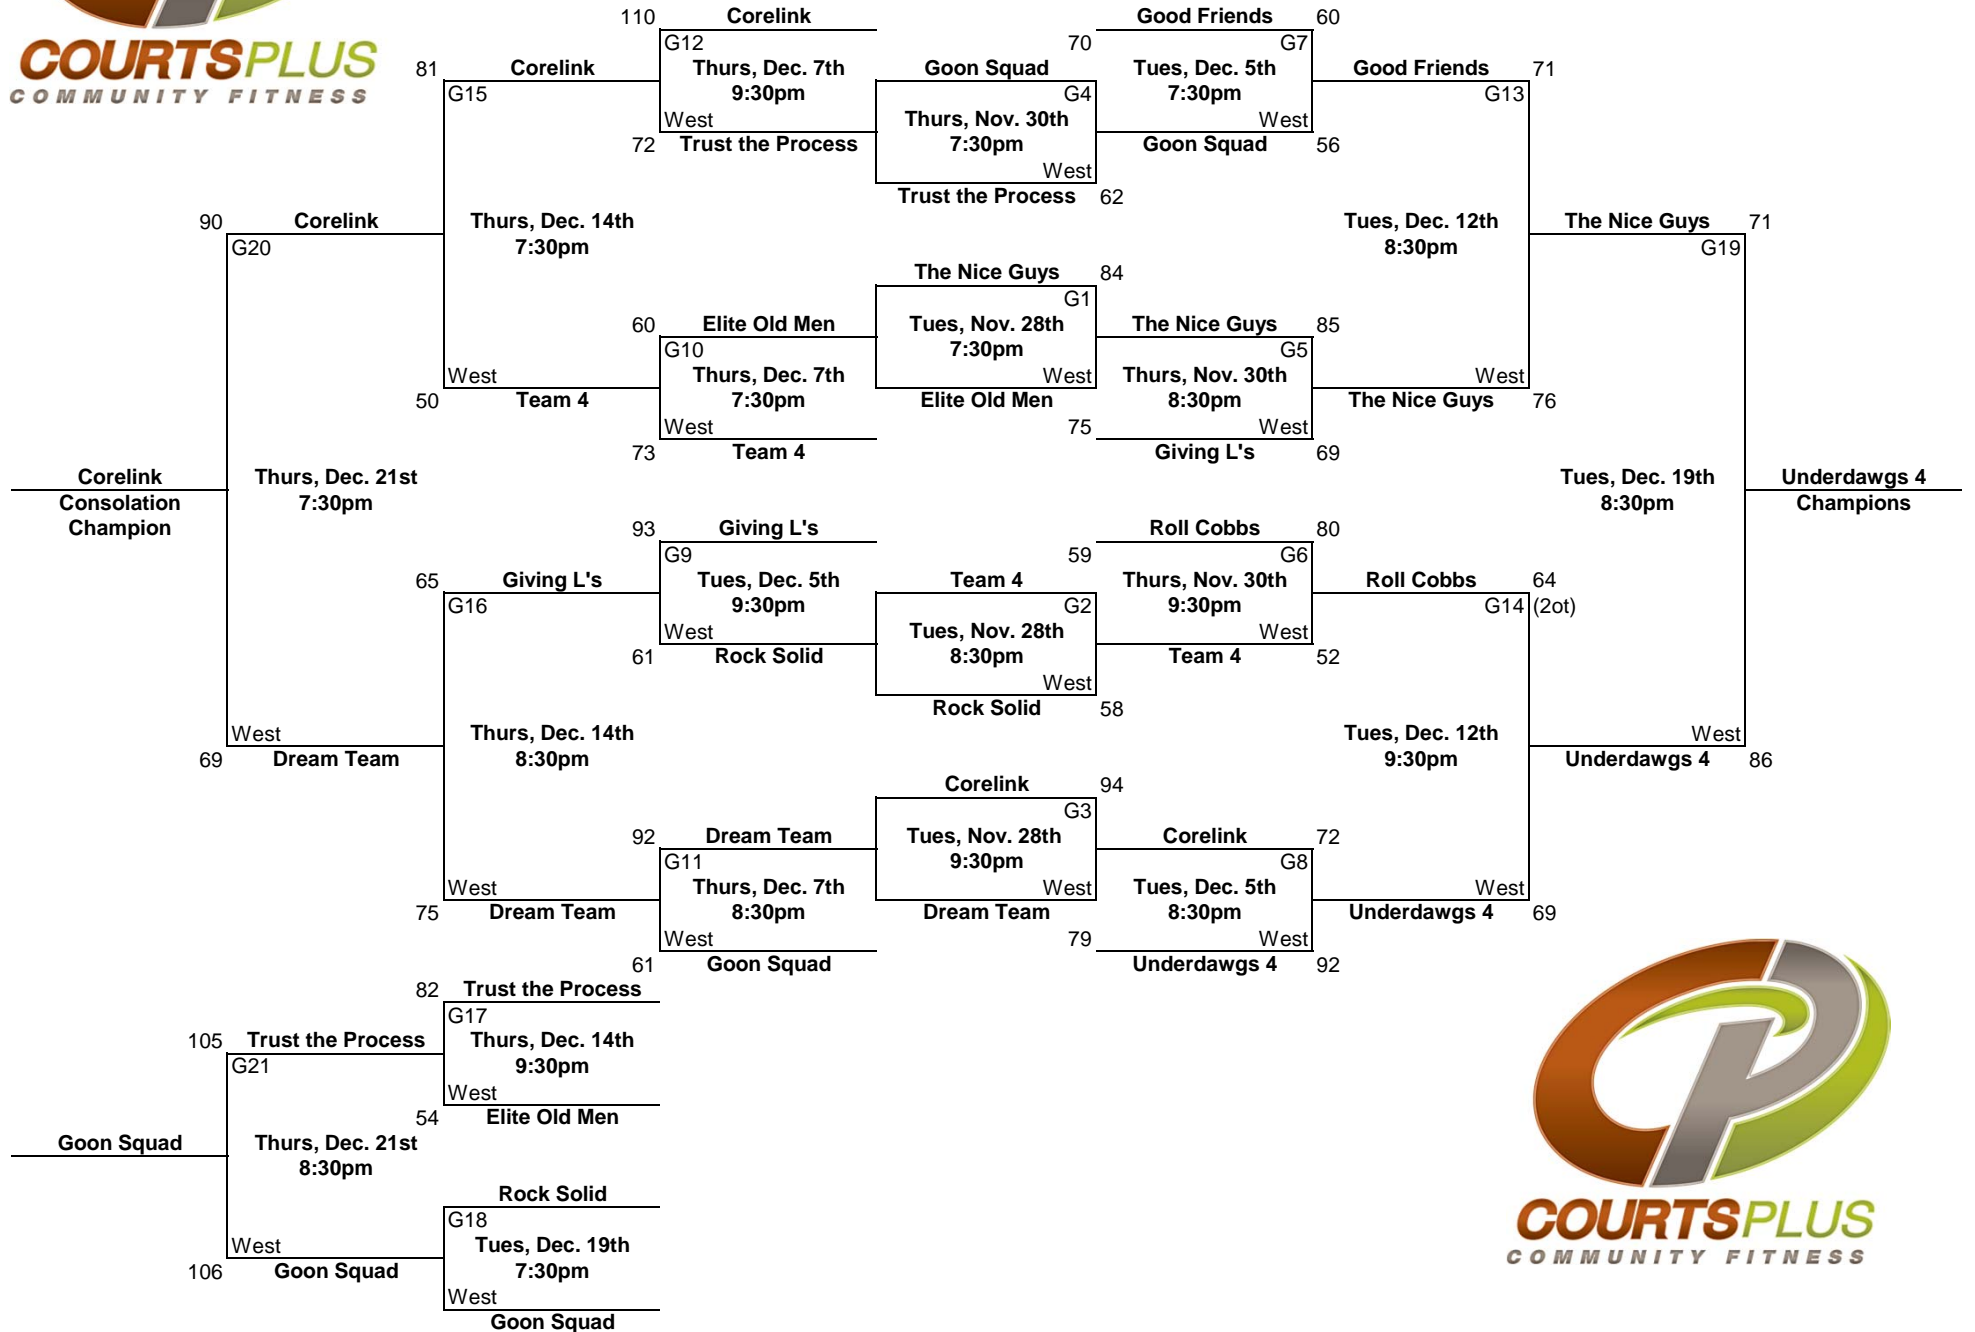 COURTSPLUS
COMMUNITY FITNESS
110 Corelink
Good Friends 60
G12
70
G7
81 Corelink
Thurs, Dec. 7th
Goon Squad
Tues, Dec. 5th
Good Friends 71
G15
9:30pm
G4
7:30pm
G13
West
Thurs, Nov. 30th
West
72 Trust the Process
7:30pm
Goon Squad 56
West
Trust the Process 62
90 Corelink
Thurs, Dec. 14th
Tues, Dec. 12th
The Nice Guys 71
G20
7:30pm
8:30pm
G19
The Nice Guys 84
G1
60 Elite Old Men
Tues, Nov. 28th
The Nice Guys 85
G10
7:30pm
G5
West
Thurs, Dec. 7th
West
Thurs, Nov. 30th
West
50 Team 4
7:30pm
Elite Old Men
8:30pm
The Nice Guys 76
West
75
West
73 Team 4
Giving L's 69
Corelink
Thurs, Dec. 21st
Tues, Dec. 19th
Underdawgs 4
Consolation
7:30pm
8:30pm
Champions
Champion
93 Giving L's
Roll Cobbs 80
G9
59
G6
65 Giving L's
Tues, Dec. 5th
Team 4
Thurs, Nov. 30th
Roll Cobbs 64
G16
9:30pm
G2
9:30pm
G14 (2ot)
West
Tues, Nov. 28th
West
61 Rock Solid
8:30pm
Team 4 52
West
Rock Solid 58
West
Thurs, Dec. 14th
Tues, Dec. 12th
West
69 Dream Team
8:30pm
9:30pm
Underdawgs 4 86
Corelink 94
G3
92 Dream Team
Tues, Nov. 28th
Corelink 72
G11
9:30pm
G8
West
Thurs, Dec. 7th
West
Tues, Dec. 5th
West
75 Dream Team
8:30pm
Dream Team
8:30pm
Underdawgs 4 69
West
79
West
61 Goon Squad
Underdawgs 4 92
82 Trust the Process
G17
105 Trust the Process
Thurs, Dec. 14th
G21
9:30pm
West
54 Elite Old Men
Goon Squad
Thurs, Dec. 21st
8:30pm
Rock Solid
G18
West
Tues, Dec. 19th
106 Goon Squad
7:30pm
West
Goon Squad
COURTSPLUS
COMMUNITY FITNESS